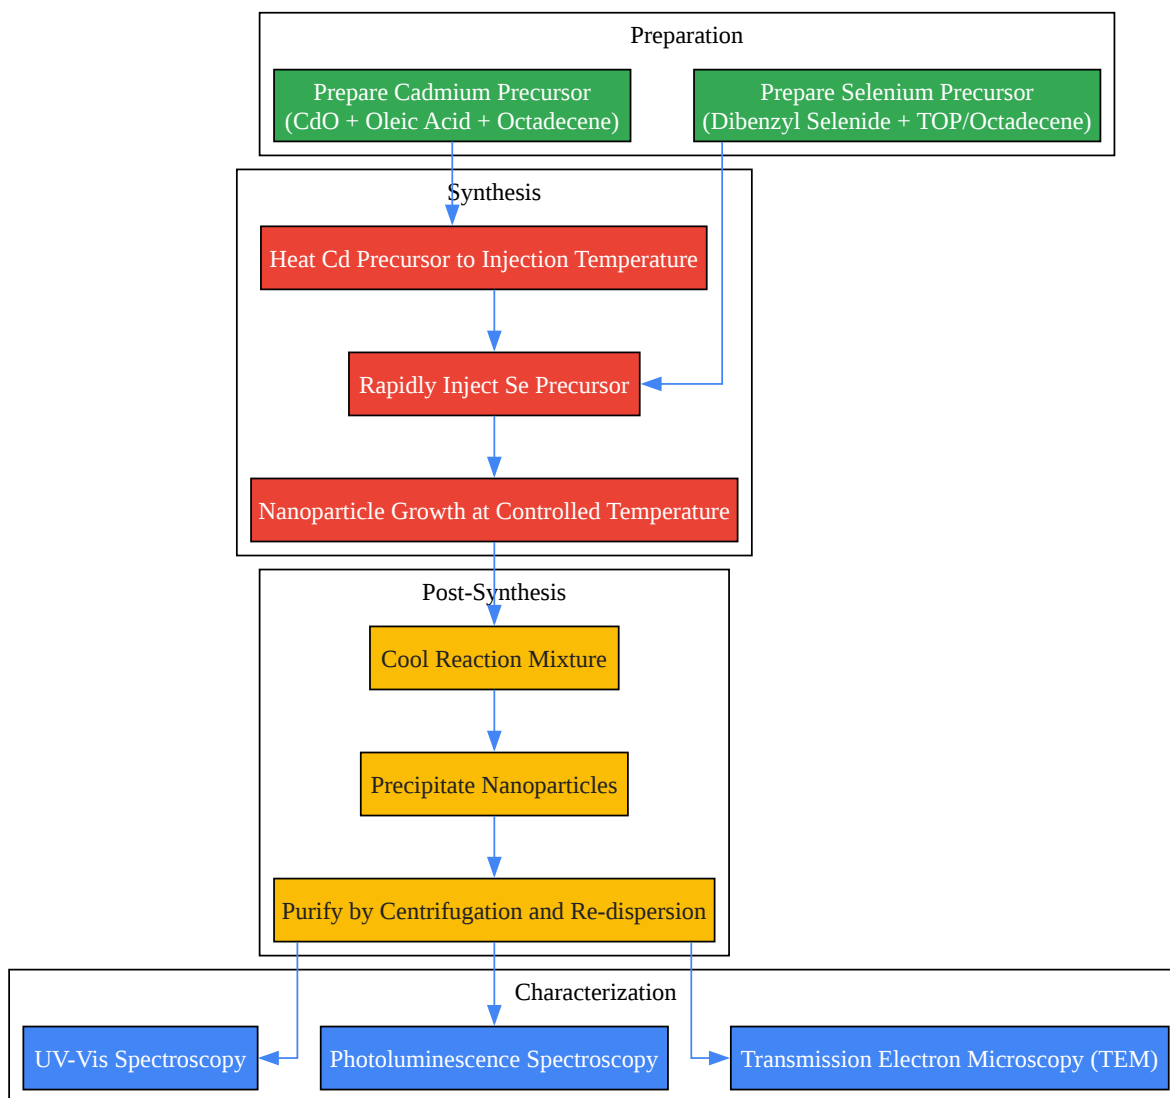 Preparation
Prepare Cadmium Precursor
(CdO + Oleic Acid + Octadecene)
Prepare Selenium Precursor
(Dibenzyl Selenide + TOP/Octadecene)
Synthesis
Heat Cd Precursor to Injection Temperature
Rapidly Inject Se Precursor
Nanoparticle Growth at Controlled Temperature
Post-Synthesis
Cool Reaction Mixture
Precipitate Nanoparticles
Purify by Centrifugation and Re-dispersion
Characterization
UV-Vis Spectroscopy
Photoluminescence Spectroscopy
Transmission Electron Microscopy (TEM)